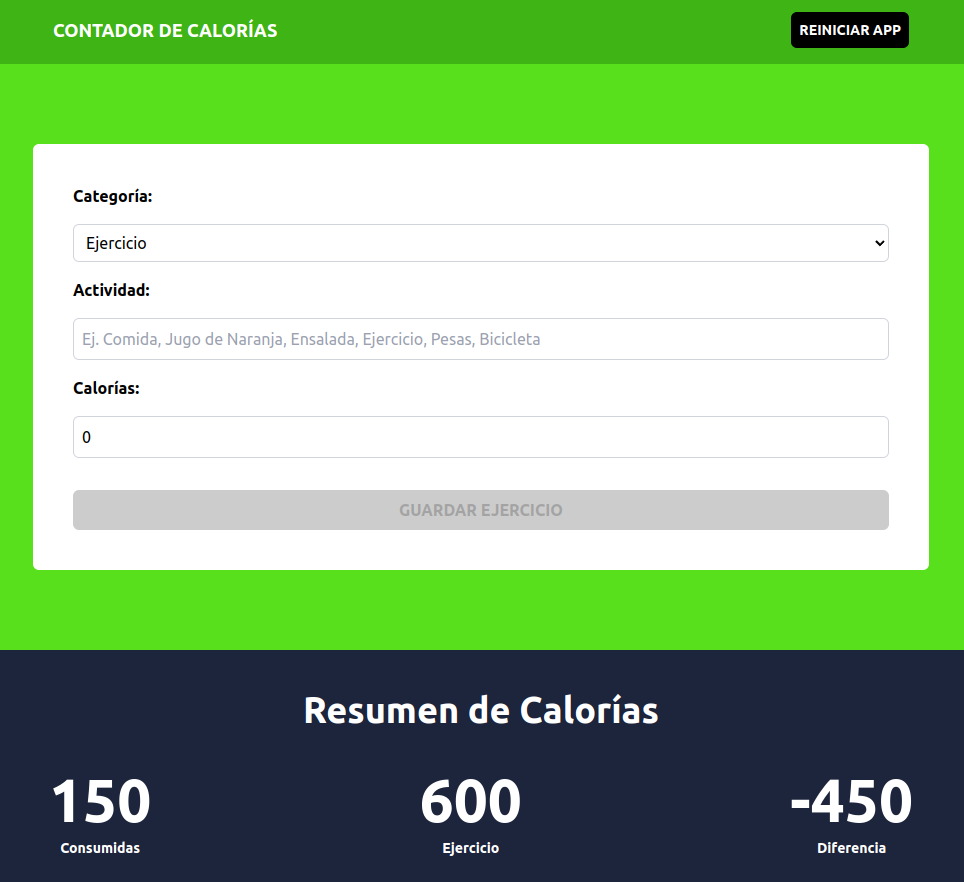 CONTADOR DE CALORÍAS
REINICIAR APP
Categoría:
Ejercicio
Actividad:
Ej. Comida, Jugo de Naranja, Ensalada, Ejercicio, Pesas, Bicicleta
Calorías:
0
GUARDAR EJERCICIO
Resumen de Calorías
150 600 -450
Consumidas Ejercicio Diferencia